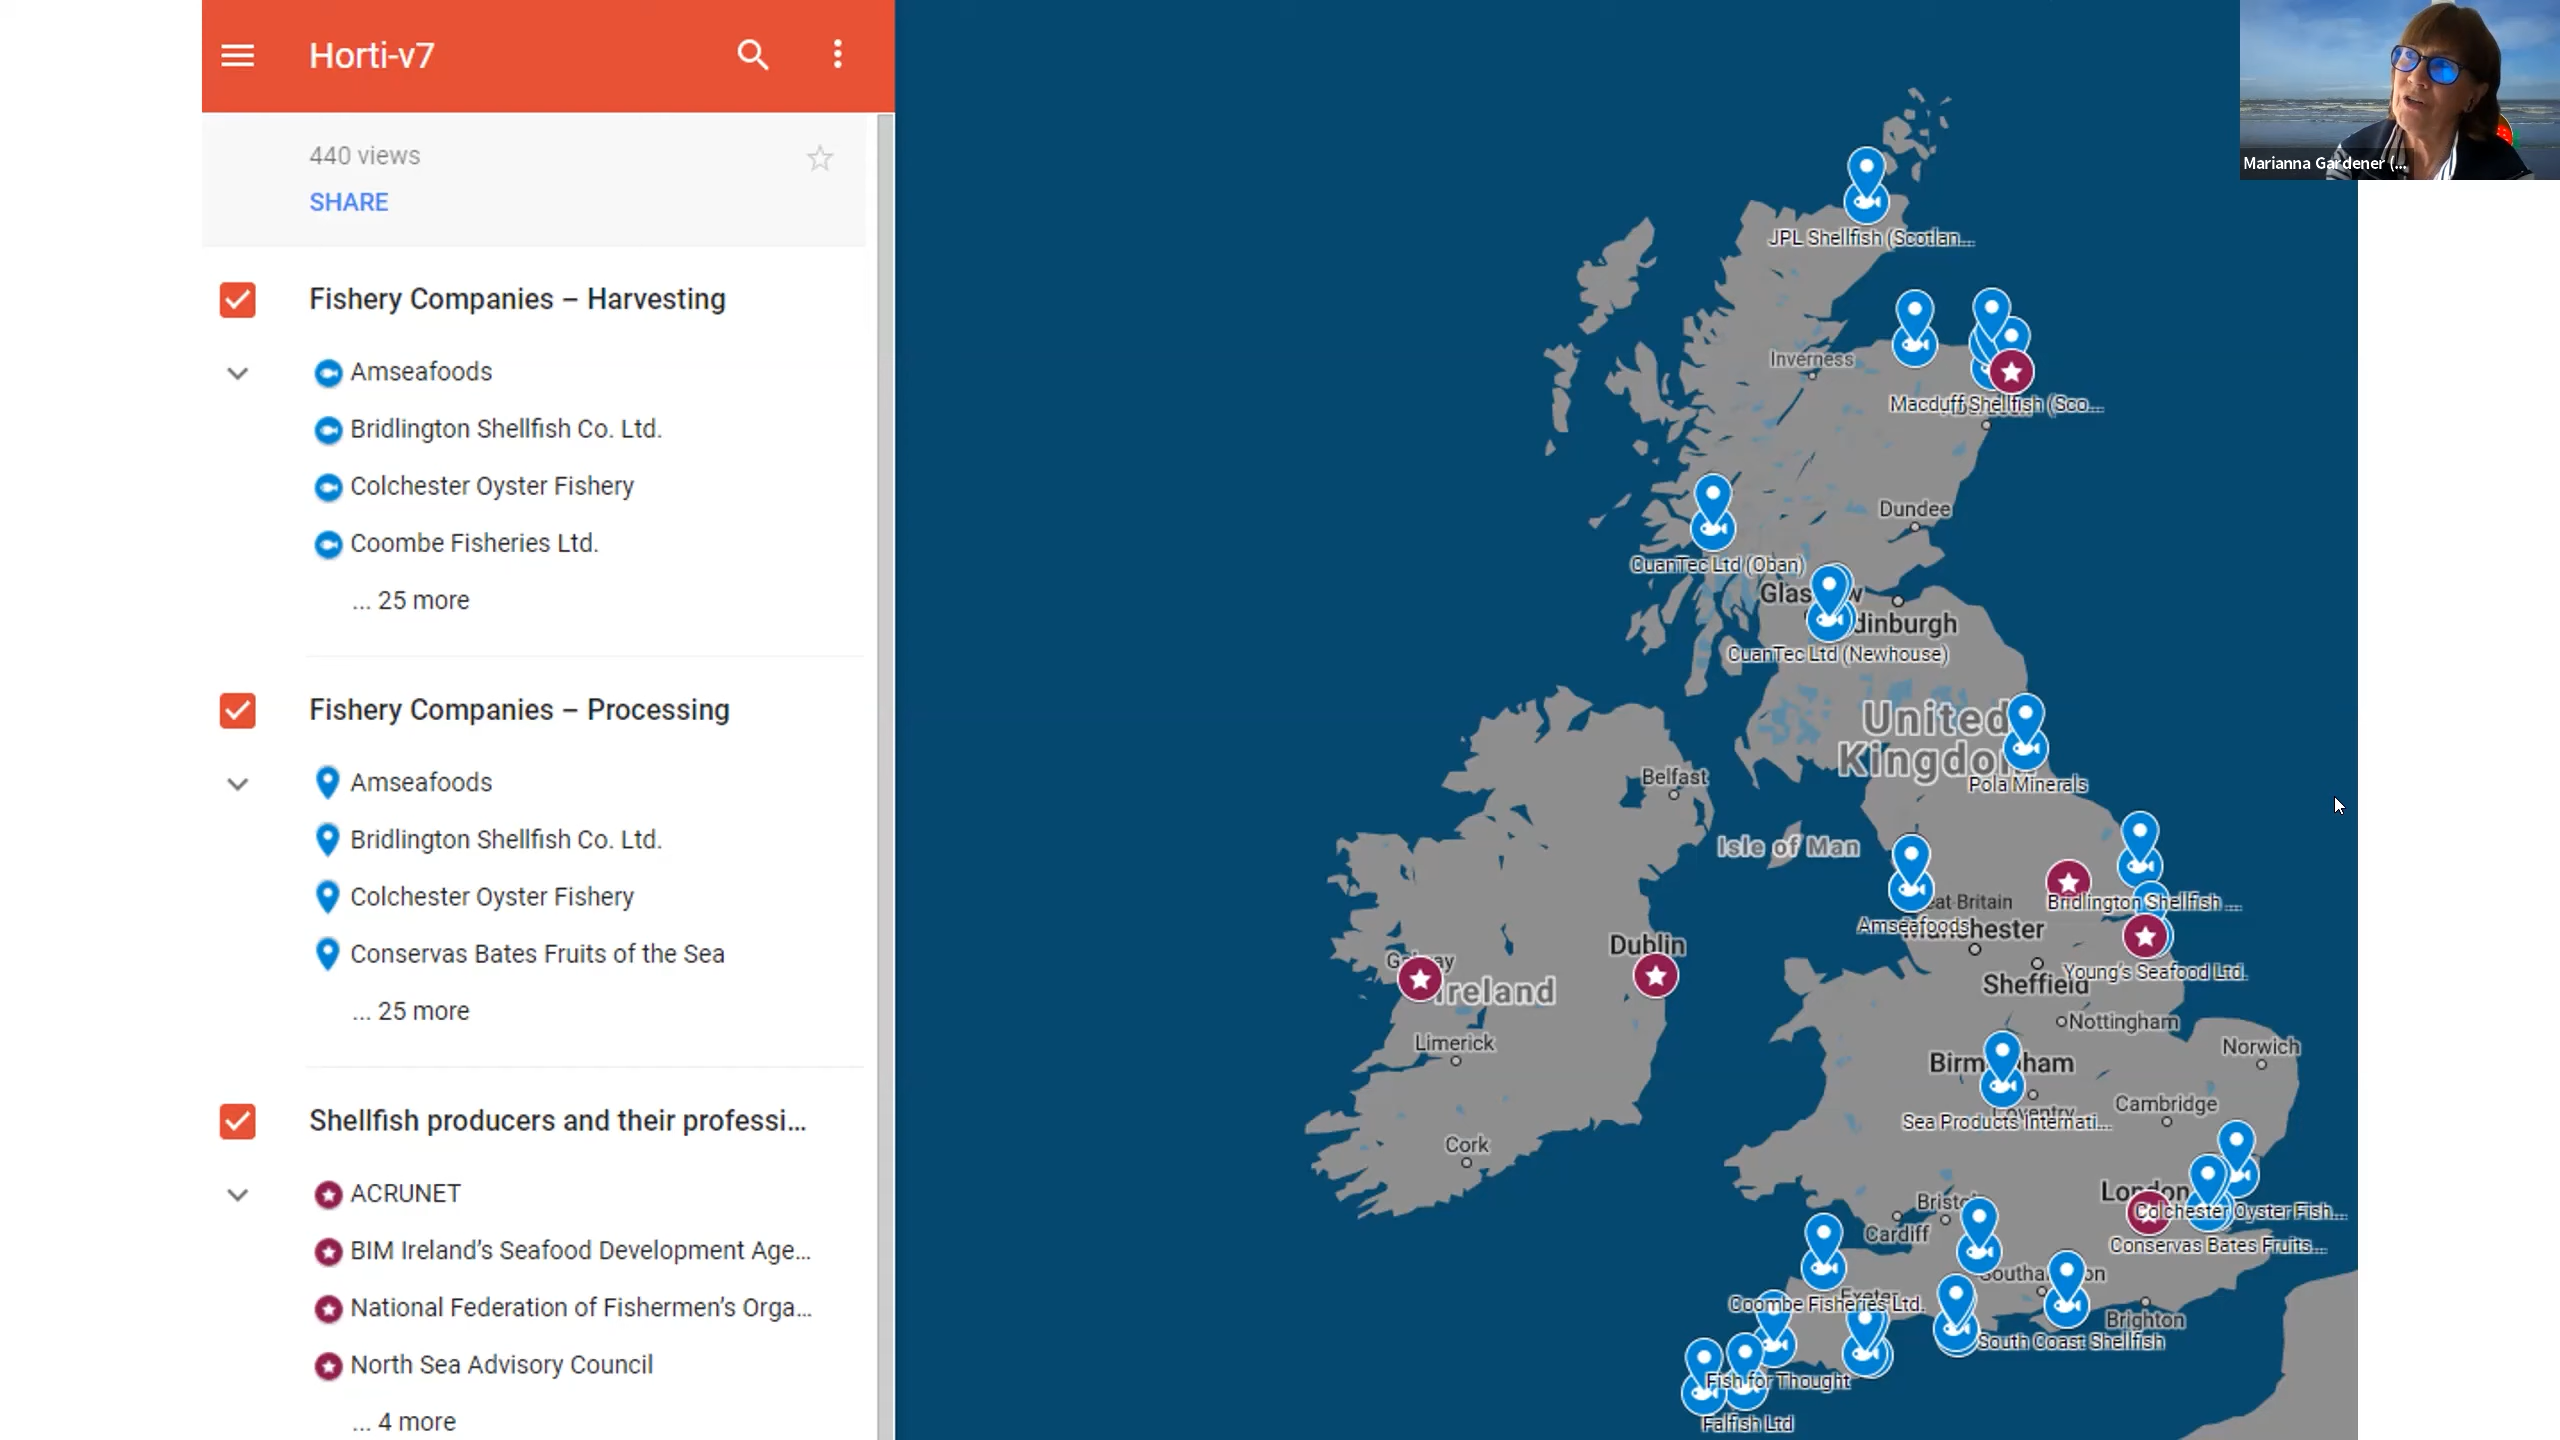 Horti-v7
440 views
SHARE
Fishery Companies – Harvesting
Amseafoods
Bridlington Shellfish Co. Ltd.
Colchester Oyster Fishery
Coombe Fisheries Ltd.
... 25 more
Fishery Companies – Processing
Amseafoods
Bridlington Shellfish Co. Ltd.
Colchester Oyster Fishery
Conservas Bates Fruits of the Sea
... 25 more
Shellfish producers and their professi...
ACRUNET
BIM Ireland’s Seafood Development Age...
National Federation of Fishermen’s Orga...
North Sea Advisory Council
... 4 more
Marianna Gardener (...
JPL Shellfish (Scotlan...
Inverness
Macduff Shellfish (Sco...
Dundee
CuanTec Ltd (Oban)
CuanTec Ltd (Newhouse)
United
Pola Minerals
Belfast
Isle of Man
Britain
Bridlington Shellfish ...
Amseafoods
Dublin
Young’s Seafood Ltd.
Ireland
Sheffield
Nottingham
Limerick
Norwich
Cambridge
Sea Products Internati...
Cork
London
Colchester Oyster Fish...
Cardiff
Conservas Bates Fruits...
Coombe Fisheries Ltd.
Brighton
South Coast Shellfish
Fish for Thought
Falfish Ltd